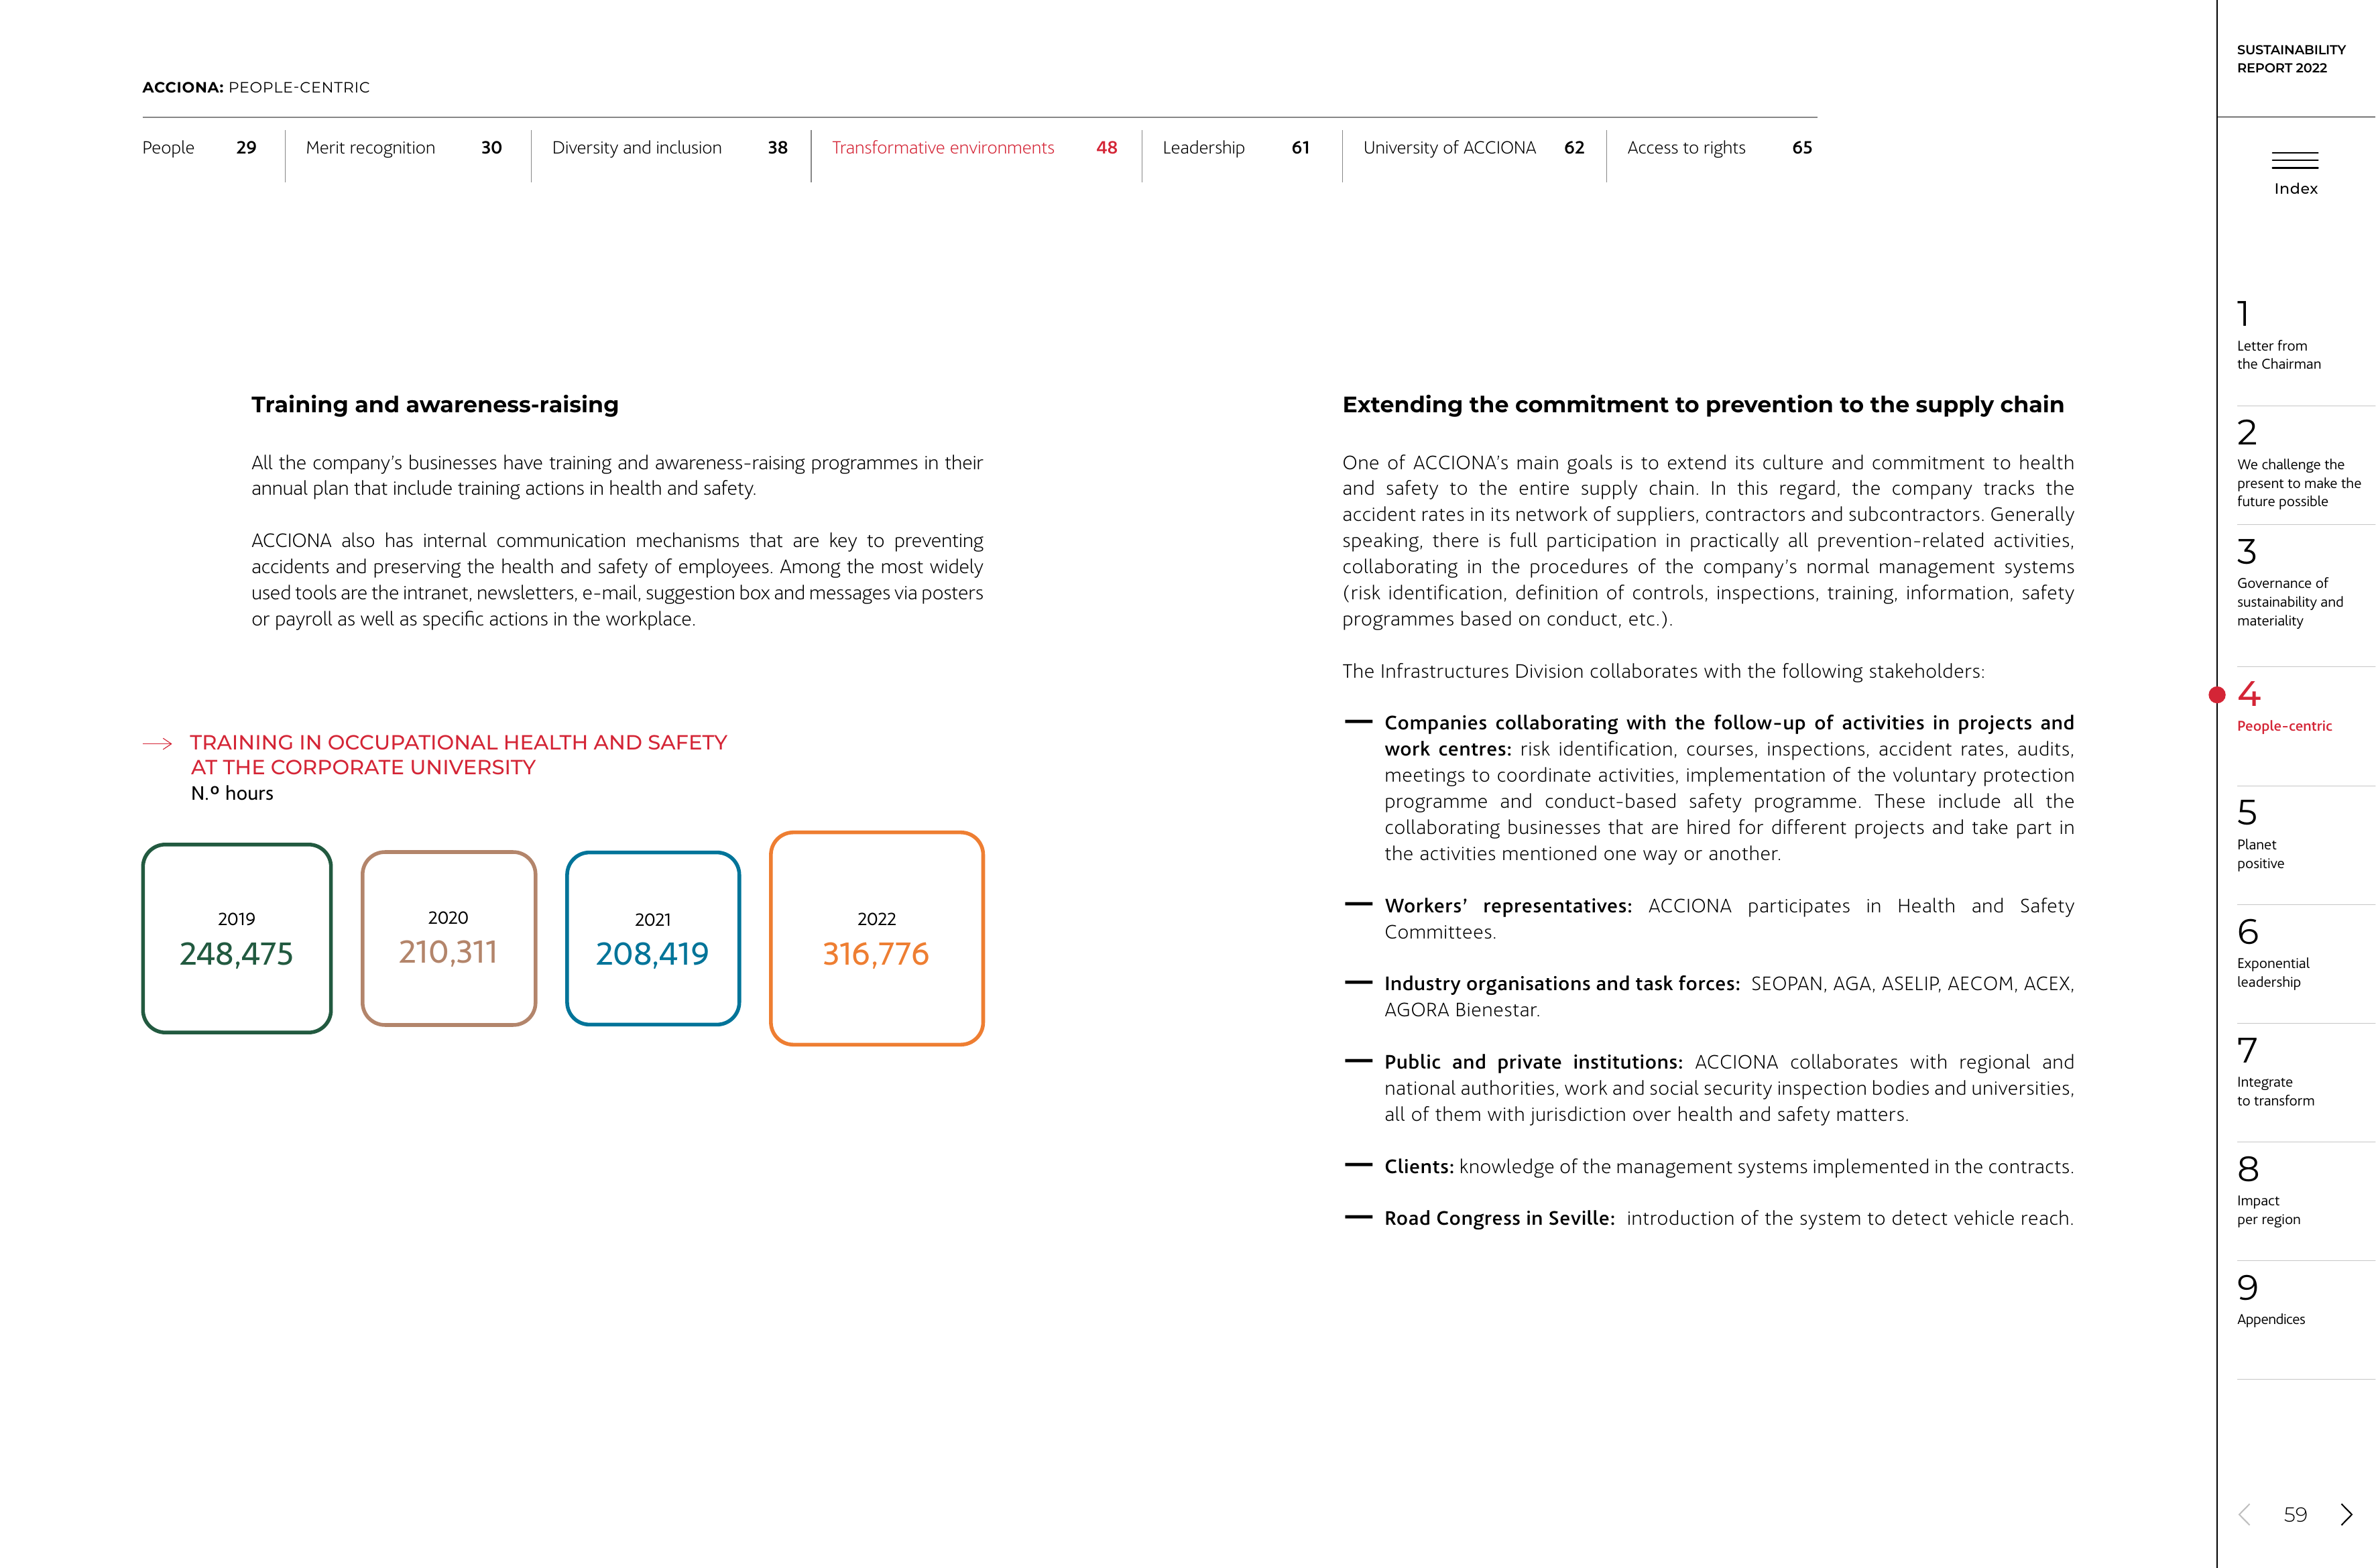 ACCIONA: PEOPLE-CENTRIC
People 29 Merit recognition 30 Diversity and inclusion 38 Transformative environments 48 Leadership 61 University of ACCIONA 62 Access to rights 65
Training and awareness-raising
All the company’s businesses have training and awareness-raising programmes in their
annual plan that include training actions in health and safety.
ACCIONA also has internal communication mechanisms that are key to preventing
accidents and preserving the health and safety of employees. Among the most widely
used tools are the intranet, newsletters, e-mail, suggestion box and messages via posters
or payroll as well as specific actions in the workplace.
TRAINING IN OCCUPATIONAL HEALTH AND SAFETY
AT THE CORPORATE UNIVERSITY
N.º hours
2019
248,475
2020
210,311
2021
208,419
2022
316,776
Extending the commitment to prevention to the supply chain
One of ACCIONA’s main goals is to extend its culture and commitment to health
and safety to the entire supply chain. In this regard, the company tracks the
accident rates in its network of suppliers, contractors and subcontractors. Generally
speaking, there is full participation in practically all prevention-related activities,
collaborating in the procedures of the company’s normal management systems
(risk identification, definition of controls, inspections, training, information, safety
programmes based on conduct, etc.).
The Infrastructures Division collaborates with the following stakeholders:
— Companies collaborating with the follow-up of activities in projects and
work centres: risk identification, courses, inspections, accident rates, audits,
meetings to coordinate activities, implementation of the voluntary protection
programme and conduct-based safety programme. These include all the
collaborating businesses that are hired for different projects and take part in
the activities mentioned one way or another.
— Workers’ representatives: ACCIONA participates in Health and Safety
Committees.
— Industry organisations and task forces: SEOPAN, AGA, ASELIP, AECOM, ACEX,
AGORA Bienestar.
— Public and private institutions: ACCIONA collaborates with regional and
national authorities, work and social security inspection bodies and universities,
all of them with jurisdiction over health and safety matters.
— Clients: knowledge of the management systems implemented in the contracts.
— Road Congress in Seville: introduction of the system to detect vehicle reach.
SUSTAINABILITY
REPORT 2022
Index
1
Letter from
the Chairman
2
We challenge the
present to make the
future possible
3
Governance of
sustainability and
materiality
4
People-centric
5
Planet
positive
6
Exponential
leadership
7
Integrate
to transform
8
Impact
per region
9
Appendices
59